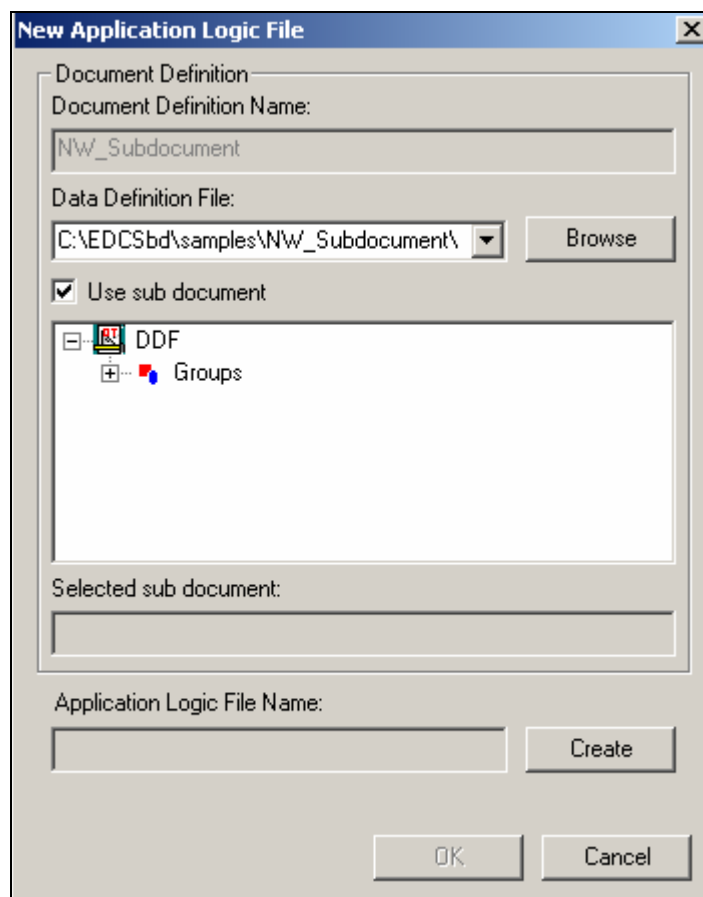 New Application Logic File
Document Definition
Document Definition Name:
NW_Subdocument
Data Definition File:
C:\EDCSbd\samples\NW_Subdocument\
Browse
Use sub document
DDF
Groups
Selected sub document:
Application Logic File Name:
Create
OK
Cancel